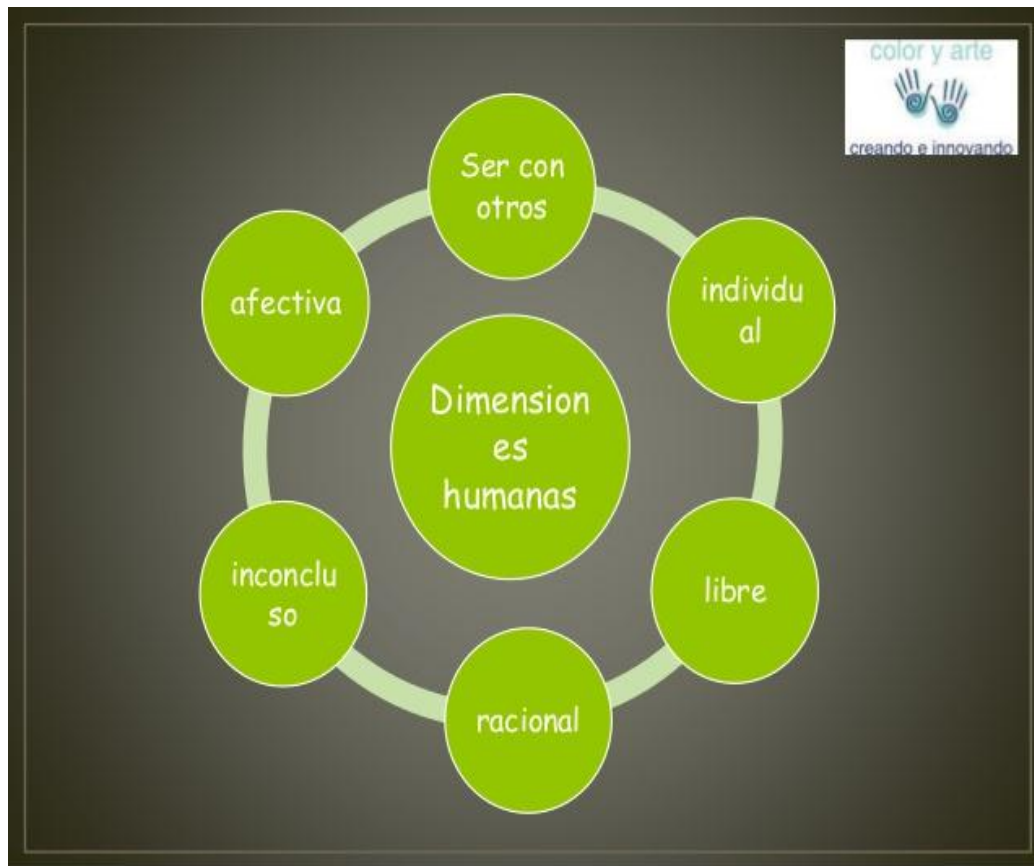 color y arte
creando e innovando
Ser con
otros
individu
al
libre
racional
inconclu
so
afectiva
Dimension
es
humanas